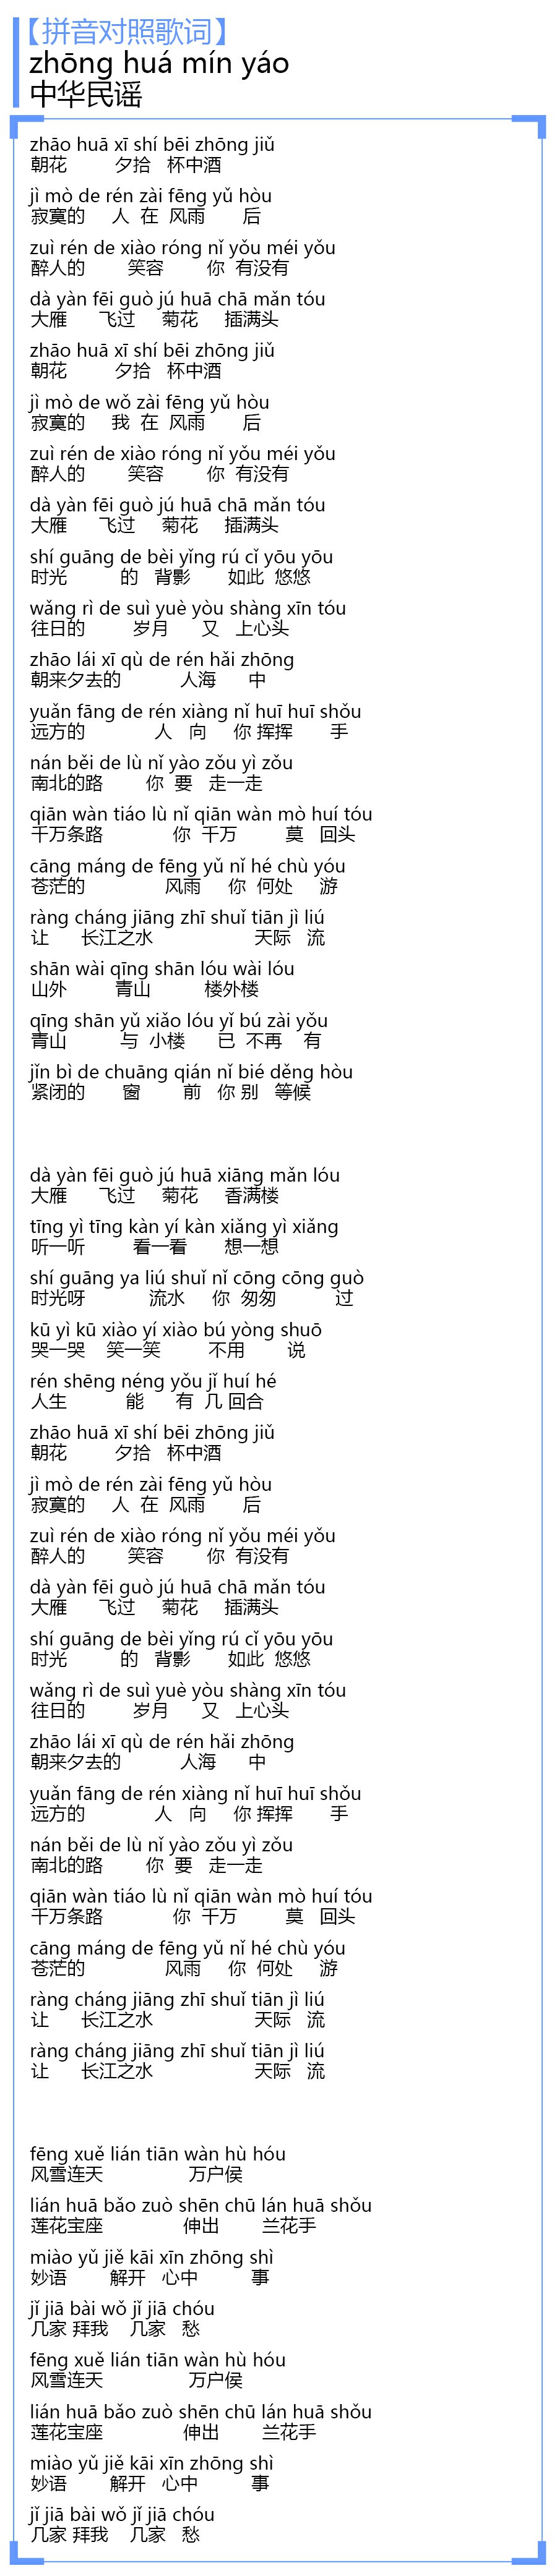 【拼音对照歌词】
zhōng huá mín yáo
中华民谣
zhāo huā xī shí bēi zhōng jiǔ
朝花 夕拾 杯中酒
jì mò de rén zài fēng yǔ hòu
寂寞的 人 在 风雨 后
zuì rén de xiào róng nǐ yǒu méi yǒu
醉人的 笑容 你 有没有
dà yàn fēi guò jú huā chā mǎn tóu
大雁 飞过 菊花 插满头
zhāo huā xī shí bēi zhōng jiǔ
朝花 夕拾 杯中酒
jì mò de wǒ zài fēng yǔ hòu
寂寞的 我 在 风雨 后
zuì rén de xiào róng nǐ yǒu méi yǒu
醉人的 笑容 你 有没有
dà yàn fēi guò jú huā chā mǎn tóu
大雁 飞过 菊花 插满头
shí guāng de bèi yǐng rú cǐ yōu yōu
时光 的 背影 如此 悠悠
wǎng rì de suì yuè yòu shàng xīn tóu
往日的 岁月 又 上心头
zhāo lái xī qù de rén hǎi zhōng
朝来夕去的 人海 中
yuǎn fāng de rén xiàng nǐ huī huī shǒu
远方的 人 向 你 挥挥 手
nán běi de lù nǐ yào zǒu yì zǒu
南北的路 你 要 走一走
qiān wàn tiáo lù nǐ qiān wàn mò huí tóu
千万条路 你 千万 莫 回头
cāng máng de fēng yǔ nǐ hé chù yóu
苍茫的 风雨 你 何处 游
ràng cháng jiāng zhī shuǐ tiān jì liú
让 长江之水 天际 流
shān wài qīng shān lóu wài lóu
山外 青山 楼外楼
qīng shān yǔ xiǎo lóu yǐ bú zài yǒu
青山 与 小楼 已 不再 有
jǐn bì de chuāng qián nǐ bié děng hòu
紧闭的 窗 前 你 别 等候
dà yàn fēi guò jú huā xiāng mǎn lóu
大雁 飞过 菊花 香满楼
tīng yì tīng kàn yí kàn xiǎng yì xiǎng
听一听 看一看 想一想
shí guāng ya liú shuǐ nǐ cōng cōng guò
时光呀 流水 你 匆匆 过
kū yì kū xiào yí xiào bú yòng shuō
哭一哭 笑一笑 不用 说
rén shēng néng yǒu jǐ huí hé
人生 能 有 几 回合
zhāo huā xī shí bēi zhōng jiǔ
朝花 夕拾 杯中酒
jì mò de rén zài fēng yǔ hòu
寂寞的 人 在 风雨 后
zuì rén de xiào róng nǐ yǒu méi yǒu
醉人的 笑容 你 有没有
dà yàn fēi guò jú huā chā mǎn tóu
大雁 飞过 菊花 插满头
shí guāng de bèi yǐng rú cǐ yōu yōu
时光 的 背影 如此 悠悠
wǎng rì de suì yuè yòu shàng xīn tóu
往日的 岁月 又 上心头
zhāo lái xī qù de rén hǎi zhōng
朝来夕去的 人海 中
yuǎn fāng de rén xiàng nǐ huī huī shǒu
远方的 人 向 你 挥挥 手
nán běi de lù nǐ yào zǒu yì zǒu
南北的路 你 要 走一走
qiān wàn tiáo lù nǐ qiān wàn mò huí tóu
千万条路 你 千万 莫 回头
cāng máng de fēng yǔ nǐ hé chù yóu
苍茫的 风雨 你 何处 游
ràng cháng jiāng zhī shuǐ tiān jì liú
让 长江之水 天际 流
ràng cháng jiāng zhī shuǐ tiān jì liú
让 长江之水 天际 流
fēng xuě lián tiān wàn hù hóu
风雪连天 万户侯
lián huā bǎo zuò shēn chū lán huā shǒu
莲花宝座 伸出 兰花手
miào yǔ jiě kāi xīn zhōng shì
妙语 解开 心中 事
jǐ jiā bài wǒ jǐ jiā chóu
几家 拜我 几家 愁
fēng xuě lián tiān wàn hù hóu
风雪连天 万户侯
lián huā bǎo zuò shēn chū lán huā shǒu
莲花宝座 伸出 兰花手
miào yǔ jiě kāi xīn zhōng shì
妙语 解开 心中 事
jǐ jiā bài wǒ jǐ jiā chóu
几家 拜我 几家 愁